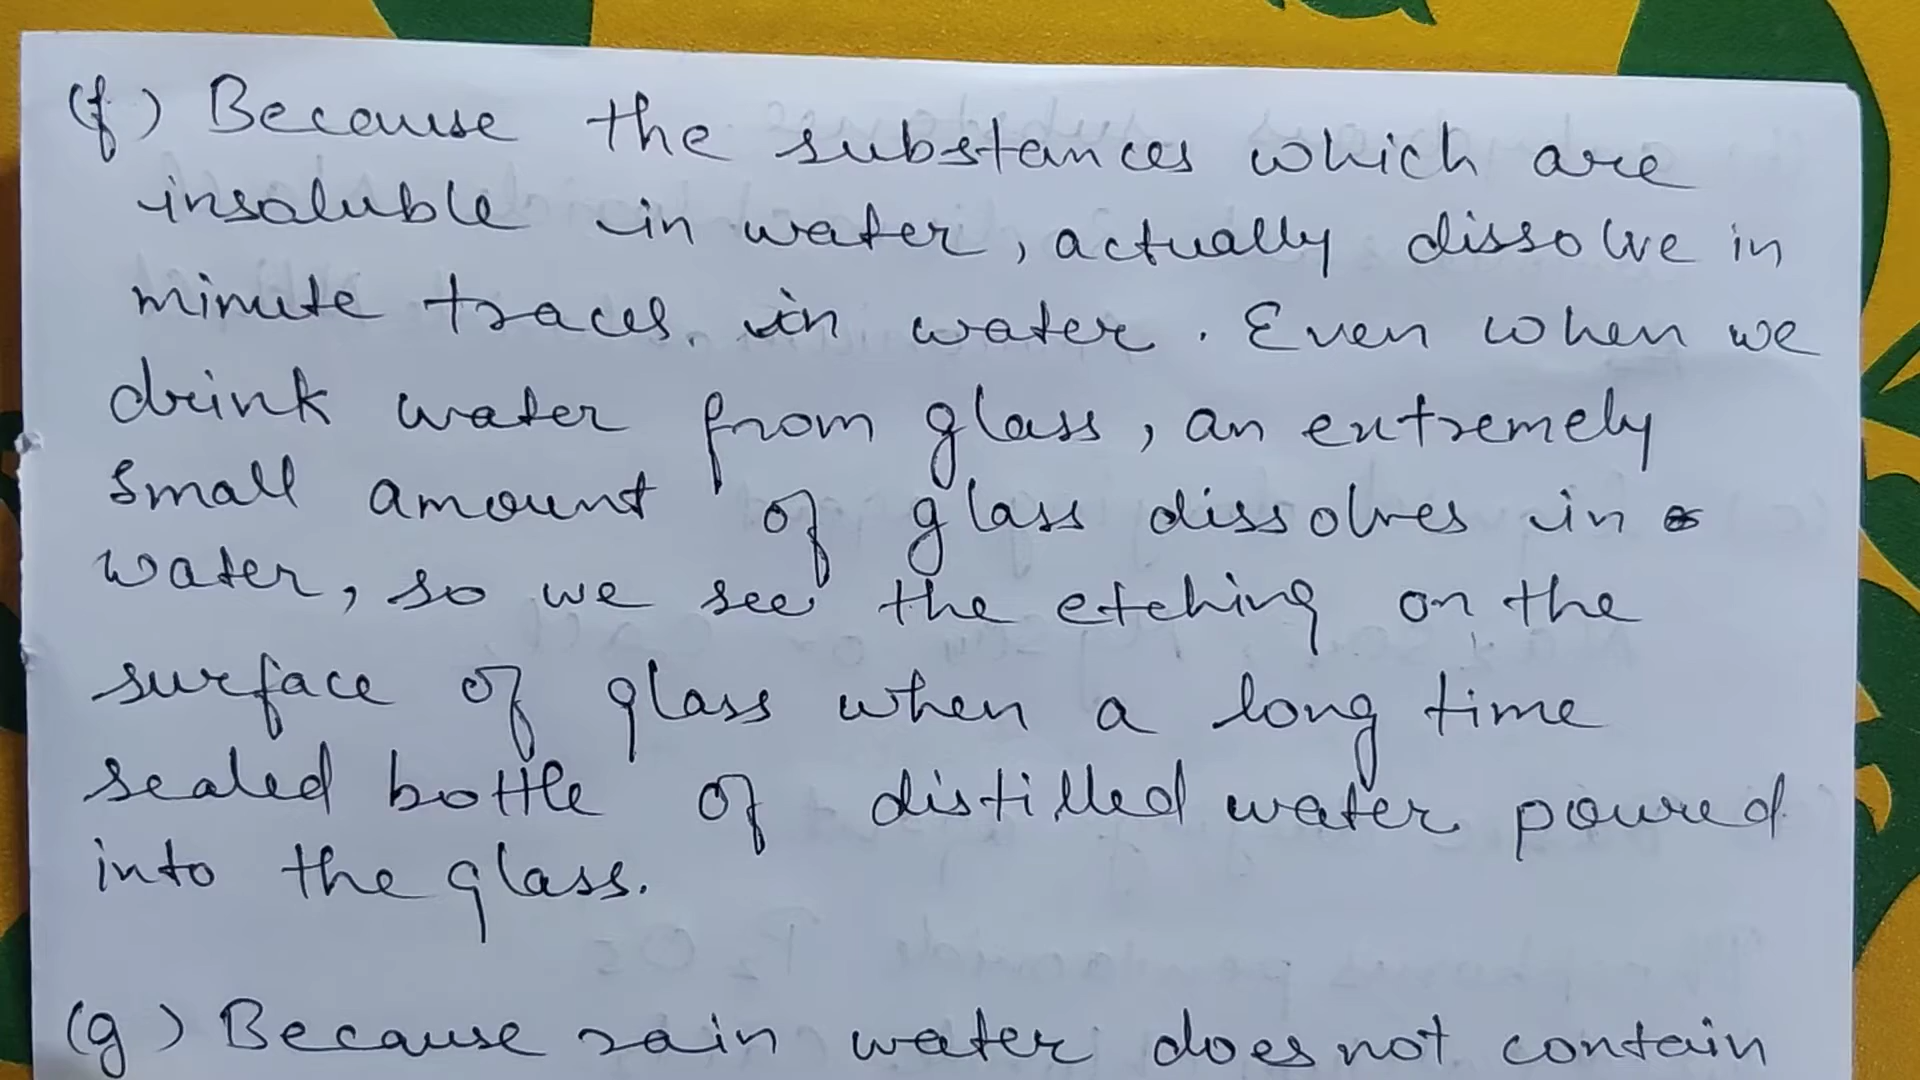 (f) Because the substances which are
insoluble in water, actually dissolve in
minute traces. in water. Even when we
drink water from glass, an extremely
small amount of glass dissolves in
water, so we see the etching on the
surface of glass when a long time
sealed bottle of distilled water poured
into the glass.
(g) Because rain water does not contain